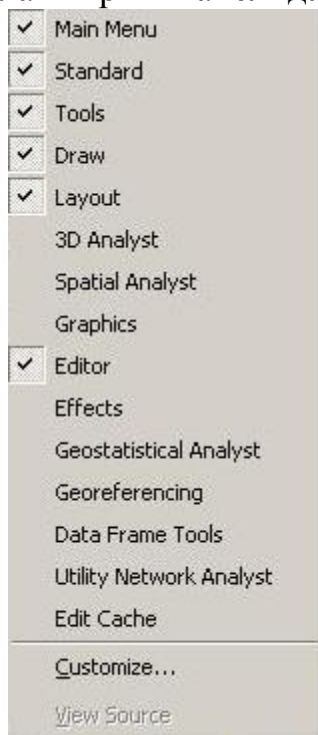 Main Menu
Standard
Tools
Draw
Layout
3D Analyst
Spatial Analyst
Graphics
Editor
Effects
Geostatistical Analyst
Georeferencing
Data Frame Tools
Utility Network Analyst
Edit Cache
Customize...
View Source